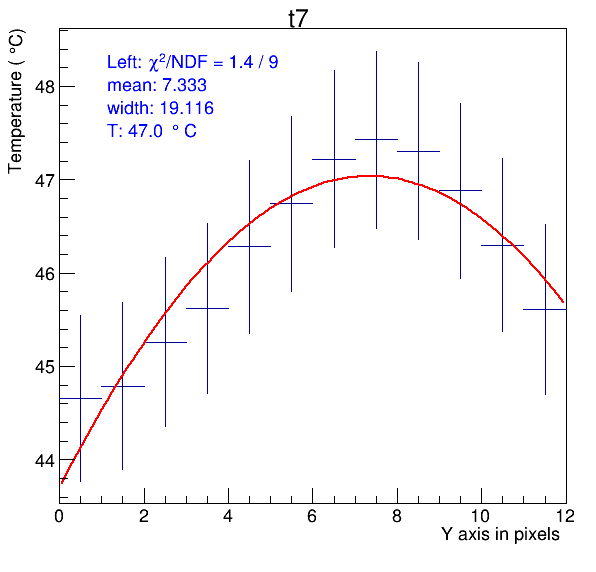 t7
Temperature ( °C)
Left: χ²/NDF = 1.4 / 9
mean: 7.333
width: 19.116
T: 47.0 ° C
48
47
46
45
44
0 2 4 6 8 10 12
Y axis in pixels